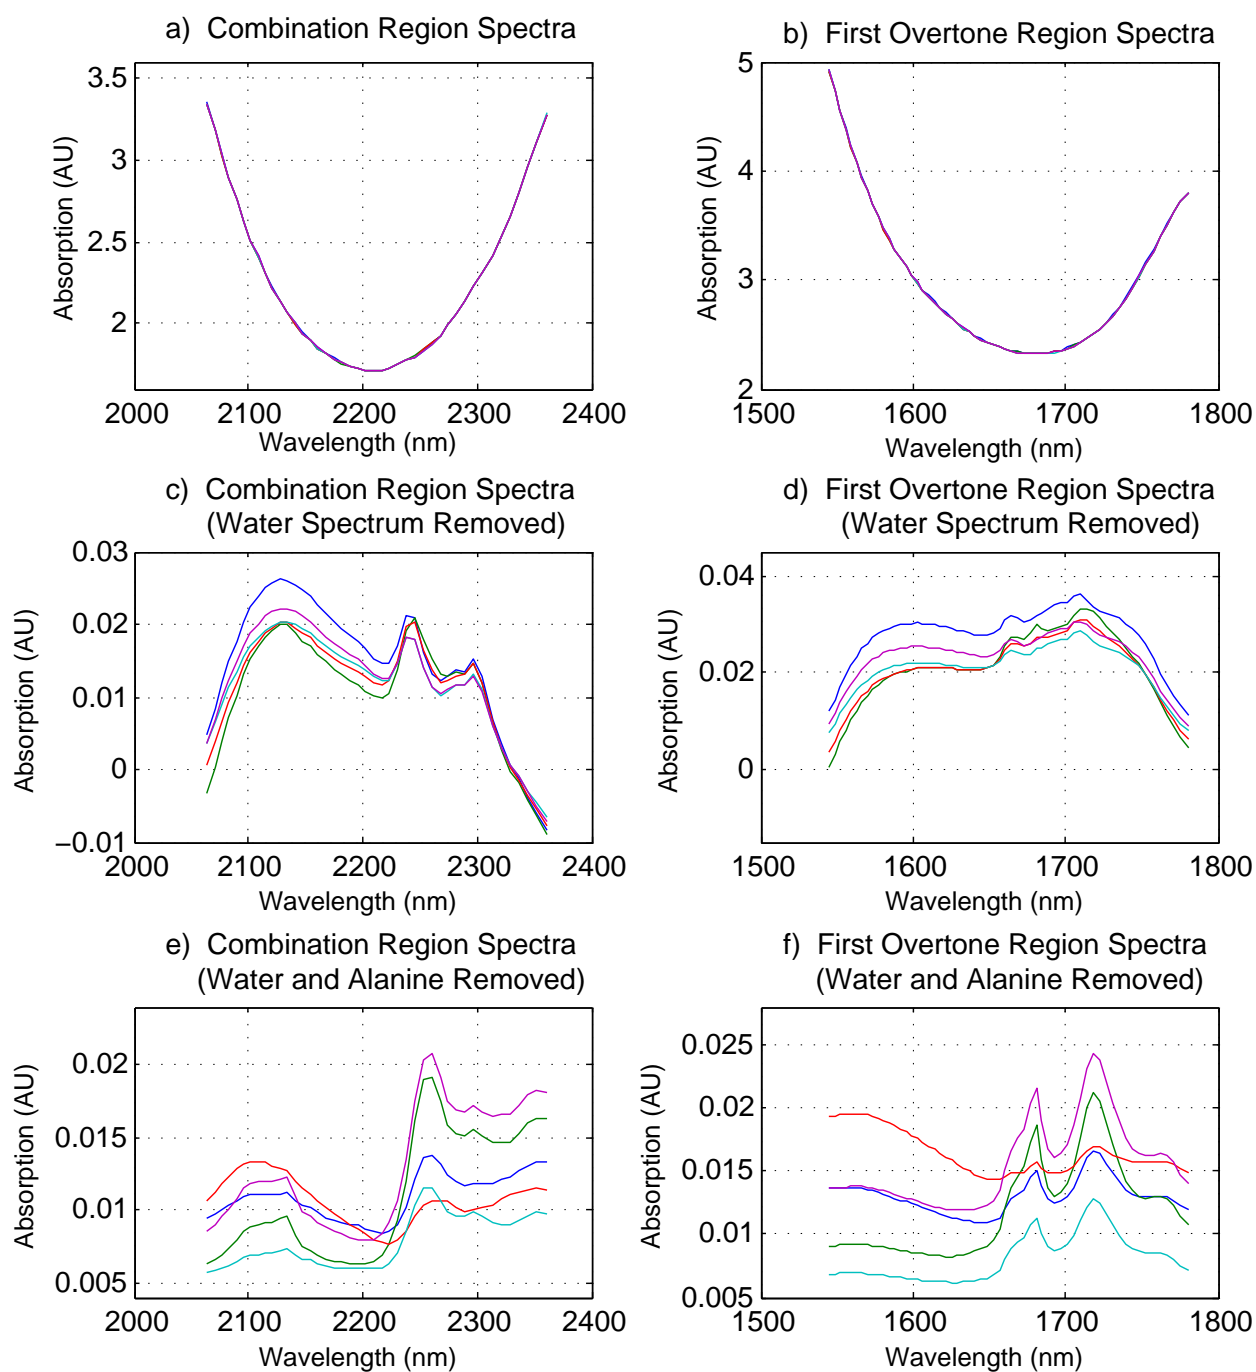 a) Combination Region Spectra
3.5
3
2.5
2
Absorption (AU)
2000 2100 2200 2300 2400
Wavelength (nm)
b) First Overtone Region Spectra
5
4
3
2
Absorption (AU)
1500 1600 1700 1800
Wavelength (nm)
c) Combination Region Spectra
(Water Spectrum Removed)
0.03
0.02
0.01
0
−0.01
Absorption (AU)
2000 2100 2200 2300 2400
Wavelength (nm)
d) First Overtone Region Spectra
(Water Spectrum Removed)
0.04
0.02
0
Absorption (AU)
1500 1600 1700 1800
Wavelength (nm)
e) Combination Region Spectra
(Water and Alanine Removed)
0.02
0.015
0.01
0.005
Absorption (AU)
2000 2100 2200 2300 2400
Wavelength (nm)
f) First Overtone Region Spectra
(Water and Alanine Removed)
0.025
0.02
0.015
0.01
0.005
Absorption (AU)
1500 1600 1700 1800
Wavelength (nm)